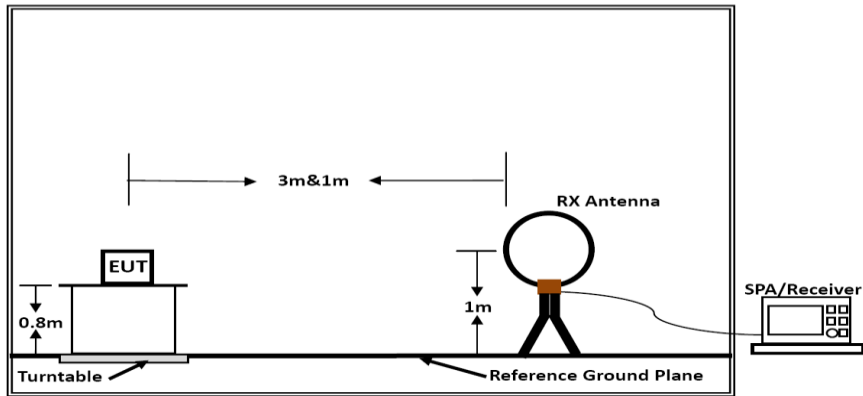 3m&1m
RX Antenna
EUT
SPA/Receiver
0.8m
1m
Turntable
Reference Ground Plane